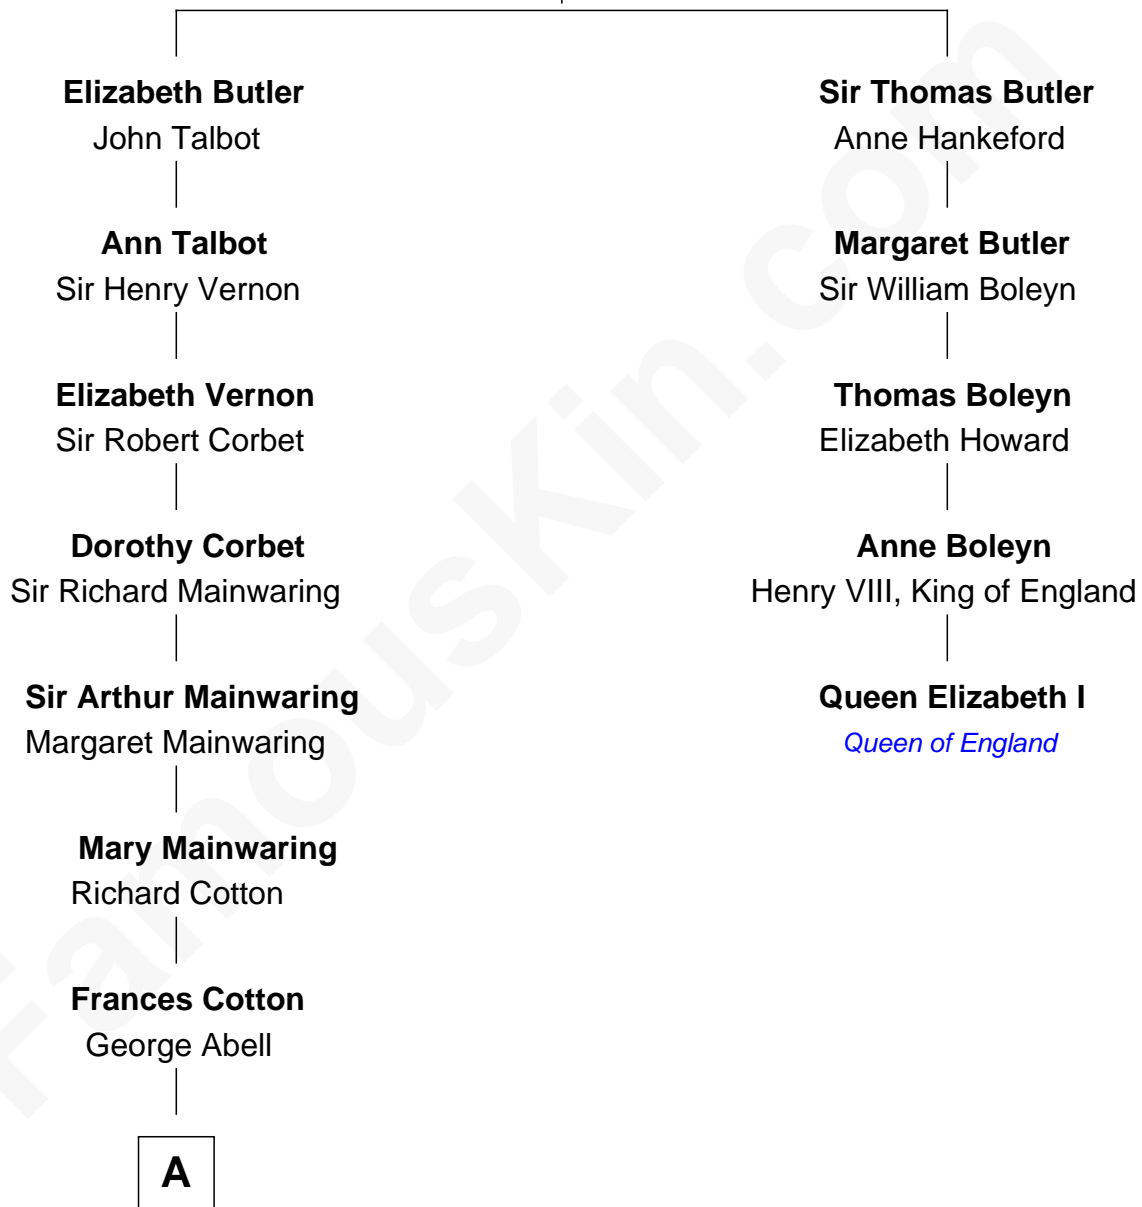 Elizabeth Butler
John Talbot
Ann Talbot
Sir Henry Vernon
Elizabeth Vernon
Sir Robert Corbet
Dorothy Corbet
Sir Richard Mainwaring
Sir Arthur Mainwaring
Margaret Mainwaring
Mary Mainwaring
Richard Cotton
Frances Cotton
George Abell
A
Sir Thomas Butler
Anne Hankeford
Margaret Butler
Sir William Boleyn
Thomas Boleyn
Elizabeth Howard
Anne Boleyn
Henry VIII, King of England
Queen Elizabeth I
Queen of England
FamousKin.com